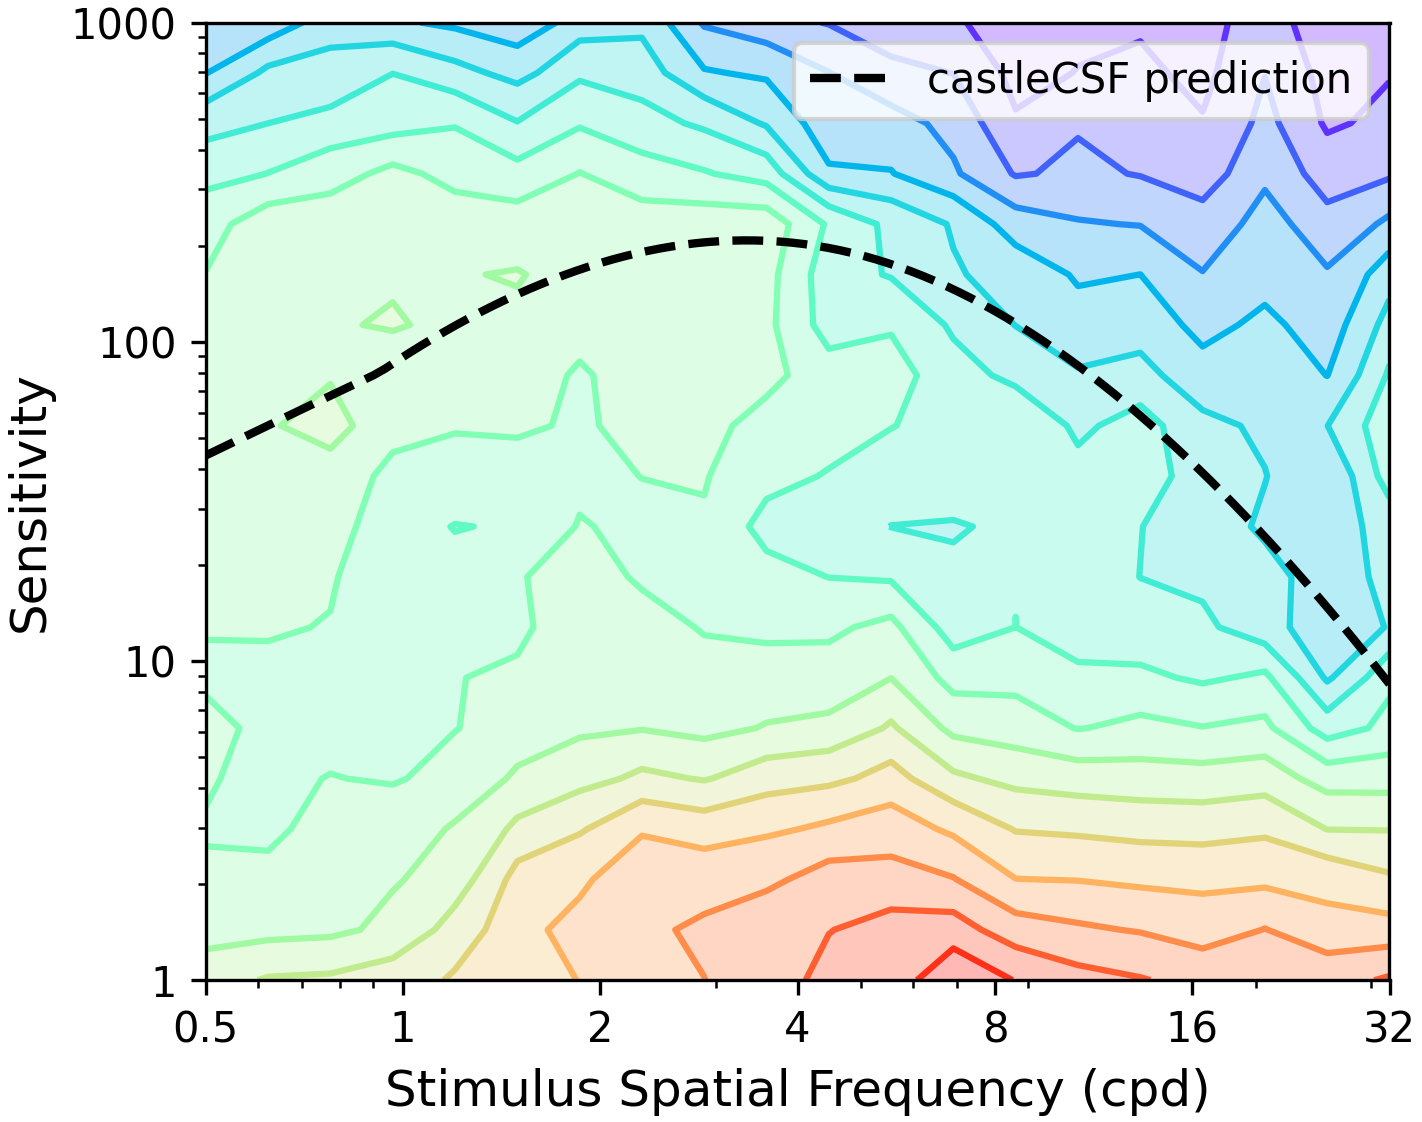 castleCSF prediction
1000
100
10
1
Sensitivity
0.5 1 2 4 8 16 32
Stimulus Spatial Frequency (cpd)